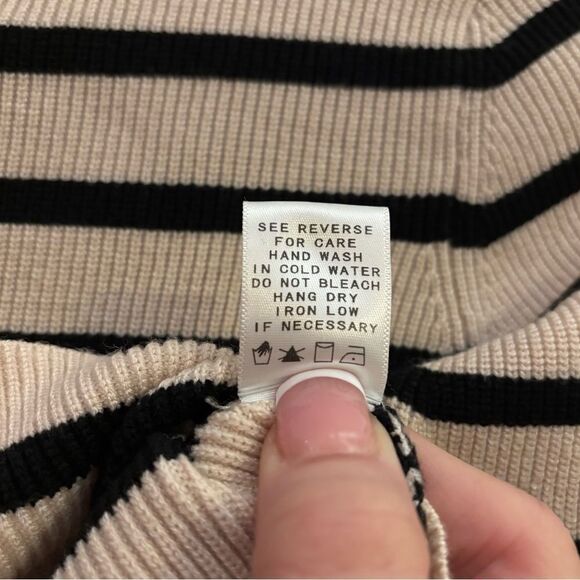 SEE REVERSE
FOR CARE
HAND WASH
IN COLD WATER
DO NOT BLEACH
HANG DRY
IRON LOW
IF NECESSARY